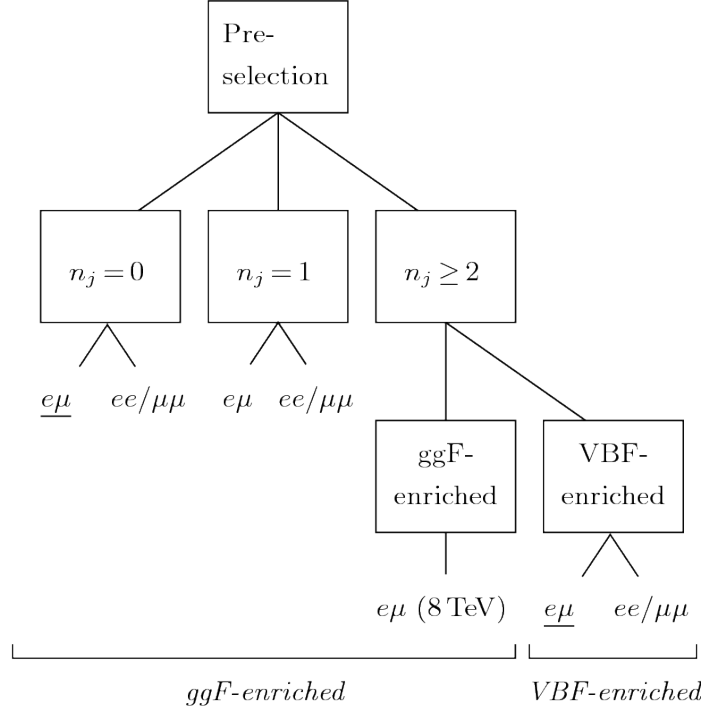 Pre-
selection
n_j = 0
n_j = 1
n_j ≥ 2
eμ
ee/μμ
eμ
ee/μμ
ggF-
enriched
VBF-
enriched
eμ (8 TeV)
eμ
ee/μμ
ggF-enriched
VBF-enriched